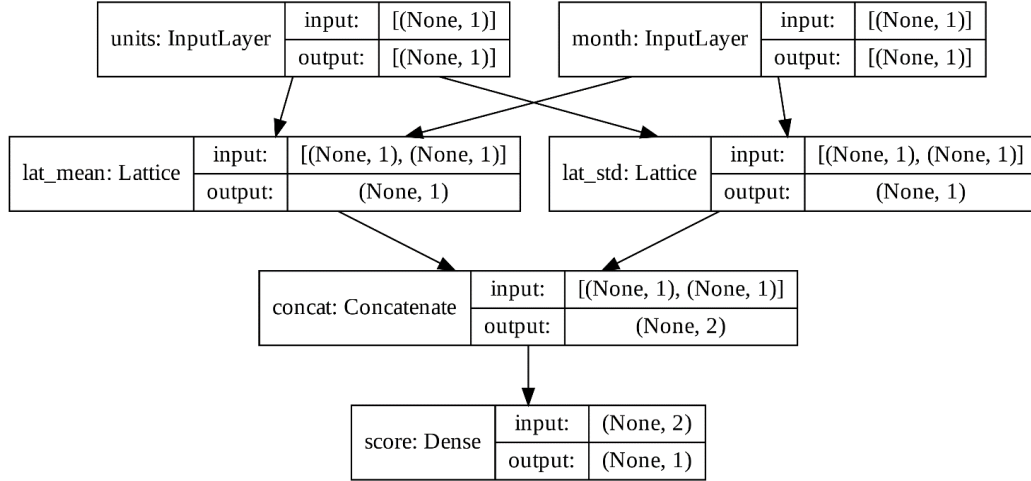 units: InputLayer
input: [(None, 1)]
output: [(None, 1)]
month: InputLayer
input: [(None, 1)]
output: [(None, 1)]
lat_mean: Lattice
input: [(None, 1), (None, 1)]
output: (None, 1)
lat_std: Lattice
input: [(None, 1), (None, 1)]
output: (None, 1)
concat: Concatenate
input: [(None, 1), (None, 1)]
output: (None, 2)
score: Dense
input: (None, 2)
output: (None, 1)